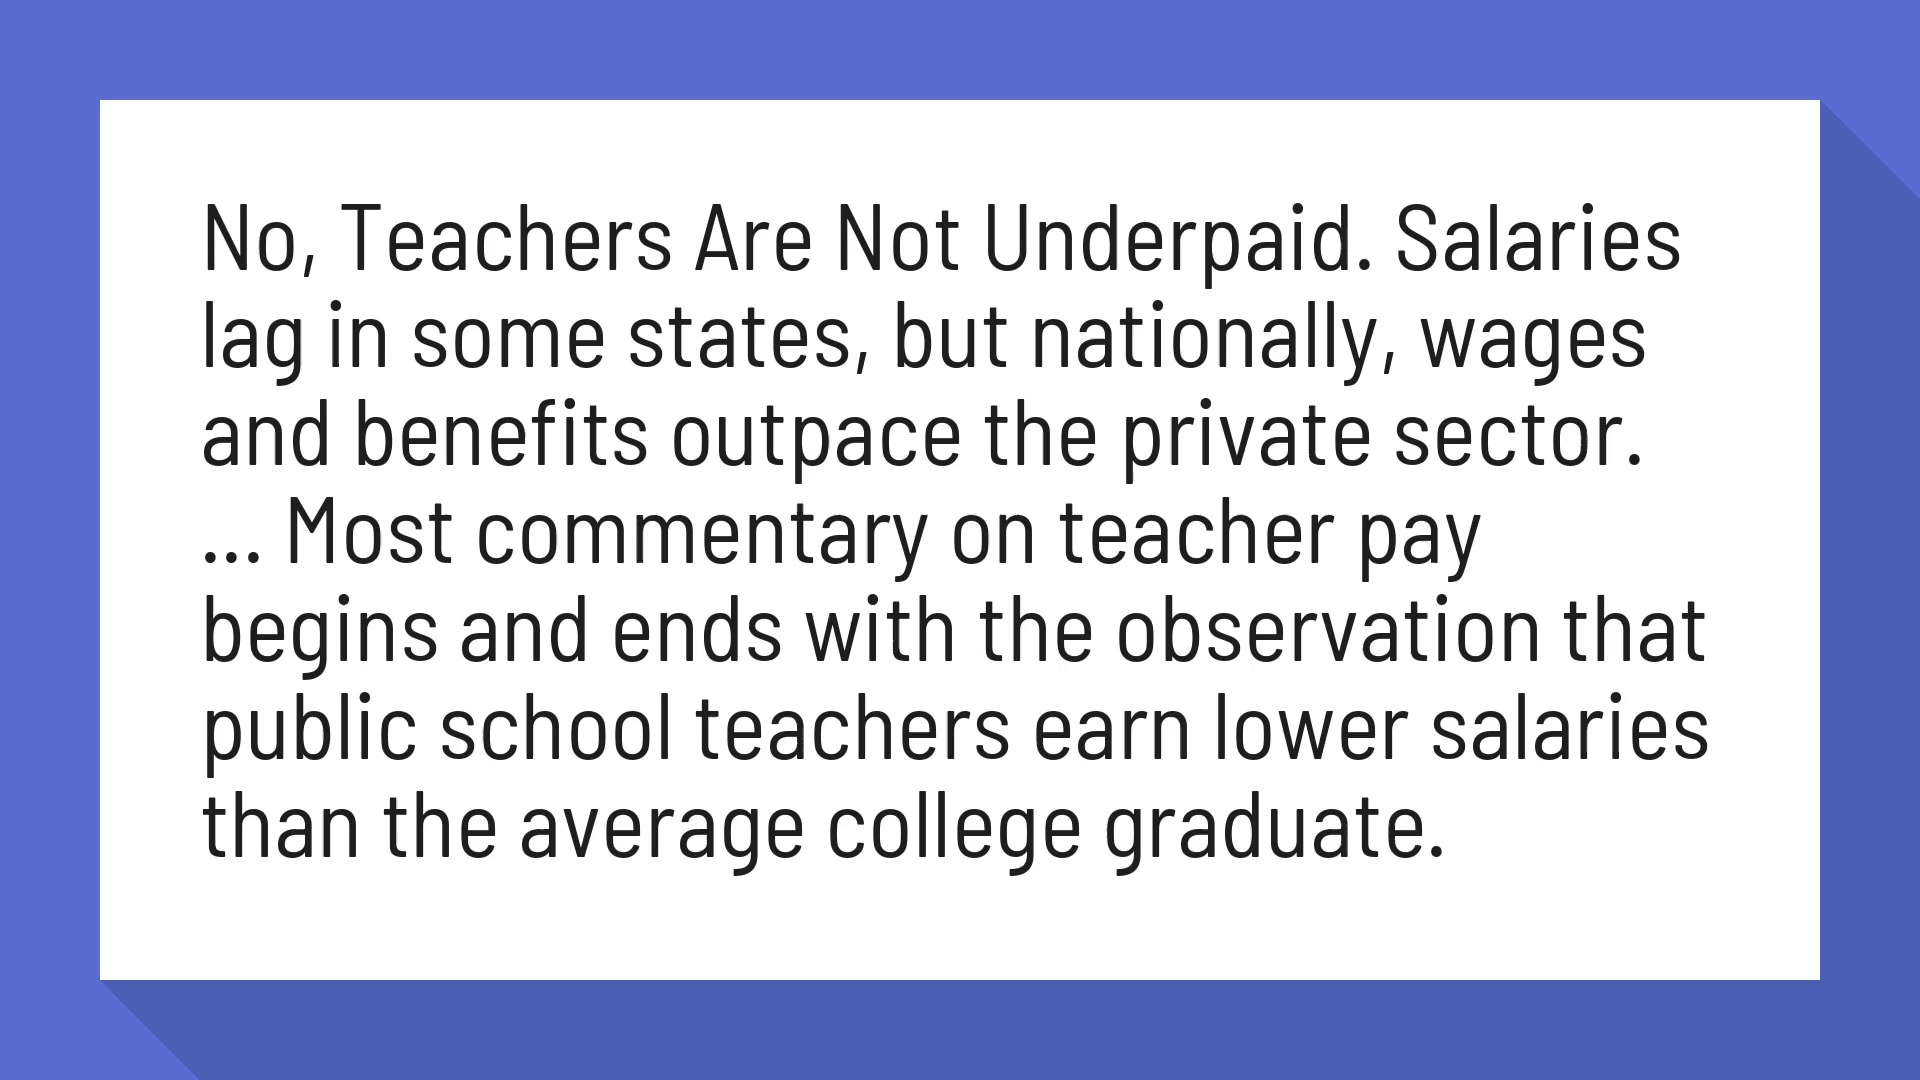 No, Teachers Are Not Underpaid. Salaries
lag in some states, but nationally, wages
and benefits outpace the private sector.
... Most commentary on teacher pay
begins and ends with the observation that
public school teachers earn lower salaries
than the average college graduate.